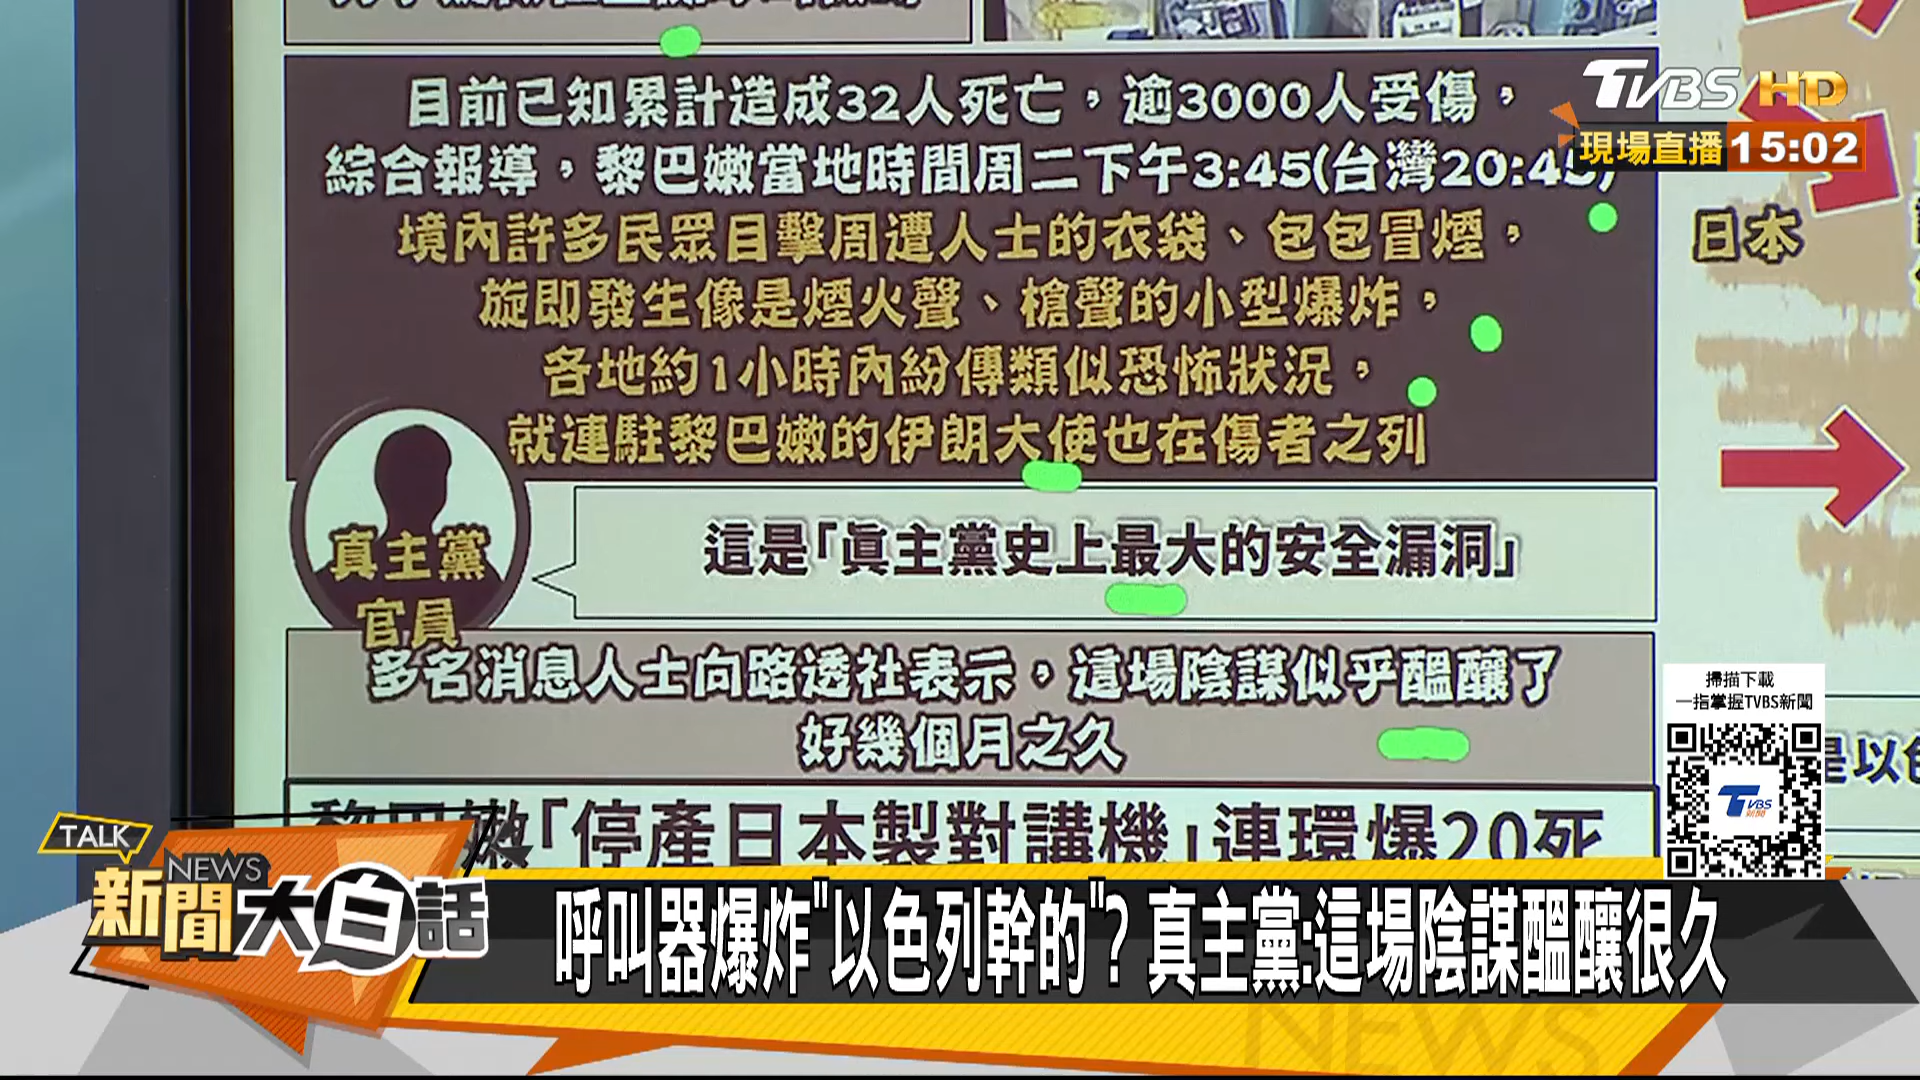 目前已知累計造成32人死亡，逾3000人受傷，
綜合報導，黎巴嫩當地時間周二下午3:45(台灣20:45)
境內許多民眾目擊周遭人士的衣袋、包包冒煙，
旋即發生像是煙火聲、槍聲的小型爆炸，
各地約1小時內紛傳類似恐怖狀況，
就連駐黎巴嫩的伊朗大使也在傷者之列
真主黨
官員
這是「真主黨史上最大的安全漏洞」
多名消息人士向路透社表示，這場陰謀似乎醞釀了
好幾個月之久
黎巴嫩「停產日本製對講機」連環爆20死
TVBS HD
現場直播 15:02
日本
掃描下載
一指掌握TVBS新聞
TVBS
新聞
是以色
TALK
NEWS
新聞大白話
呼叫器爆炸"以色列幹的"? 真主黨:這場陰謀醞釀很久
NEWS